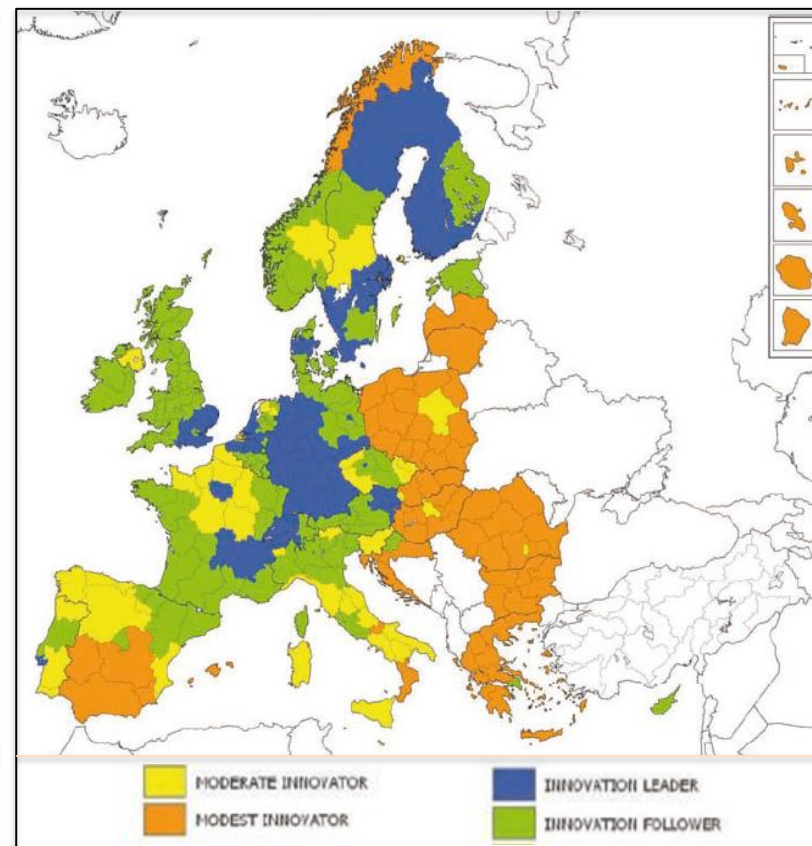 MODERATE INNOVATOR
MODEST INNOVATOR
INNOVATION LEADER
INNOVATION FOLLOWER